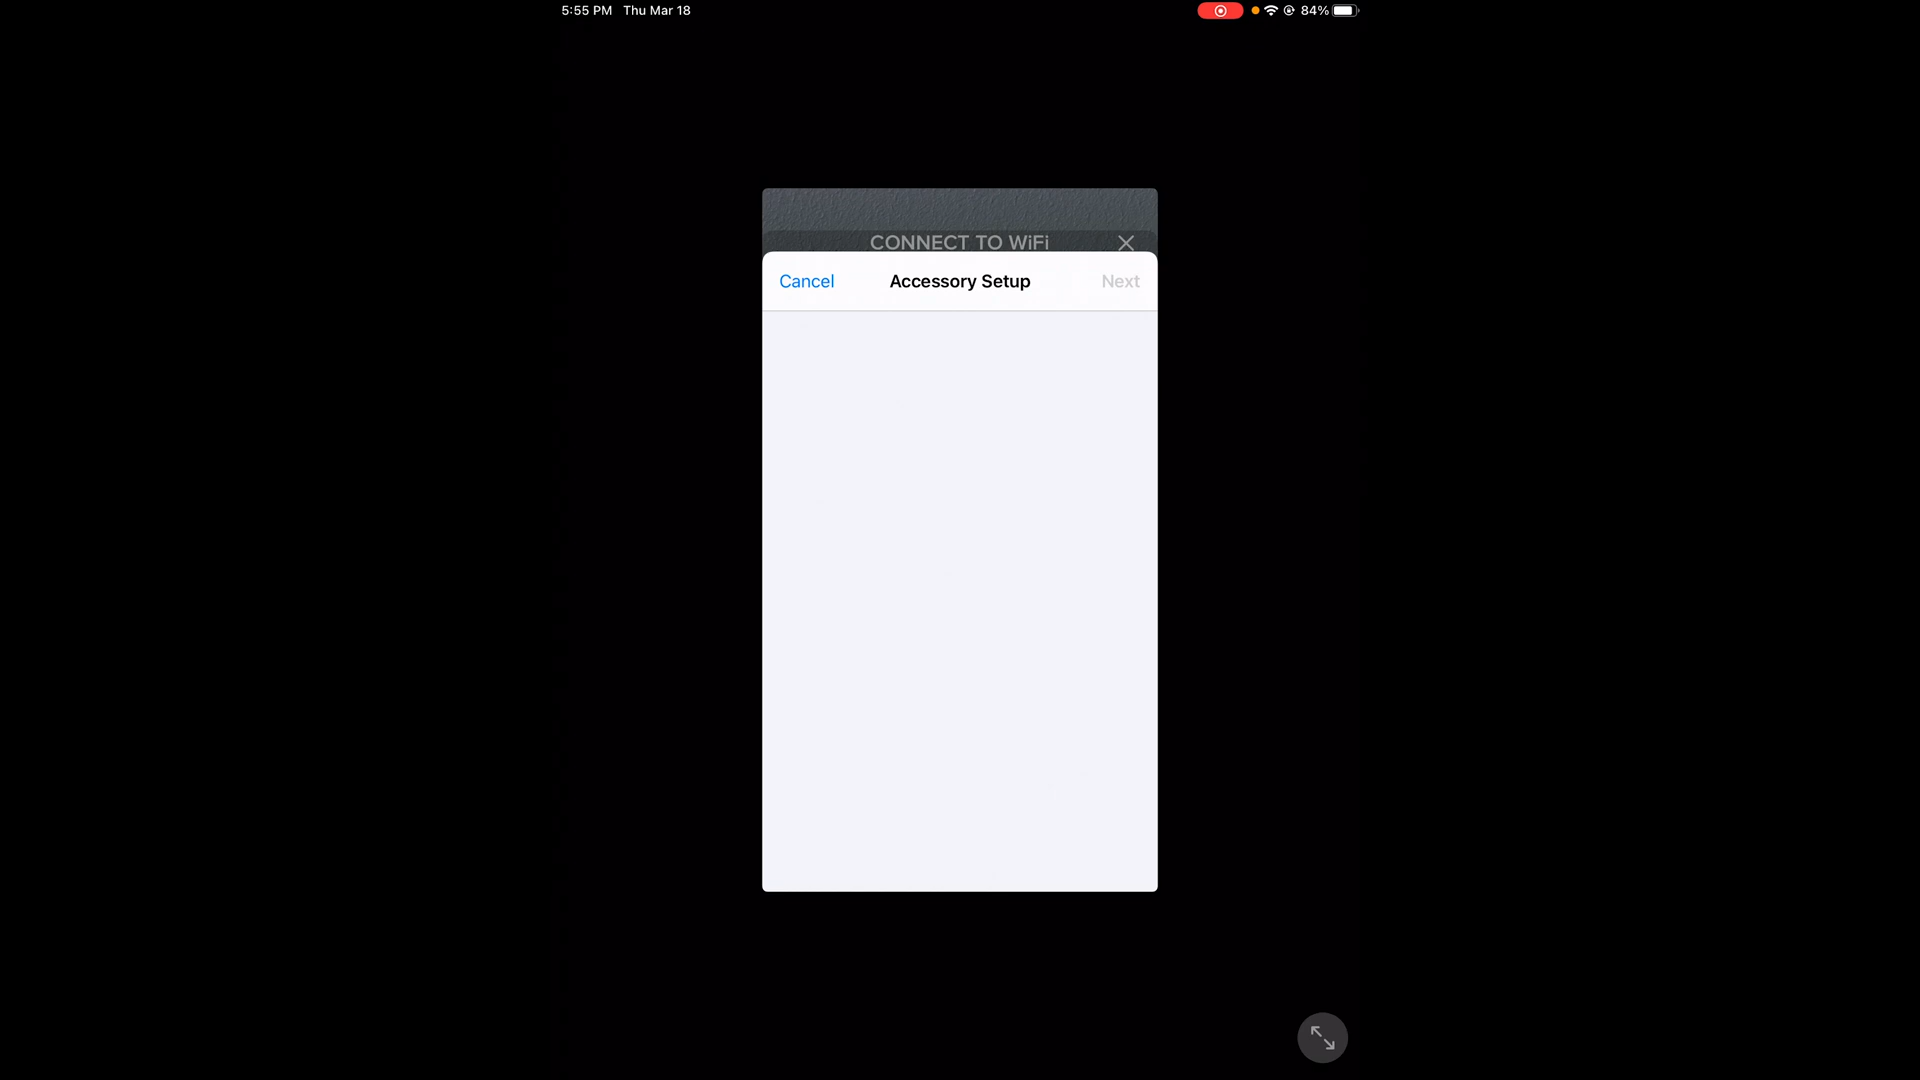 5:55 PM Thu Mar 18
84%
CONNECT TO WiFi
Cancel Accessory Setup Next